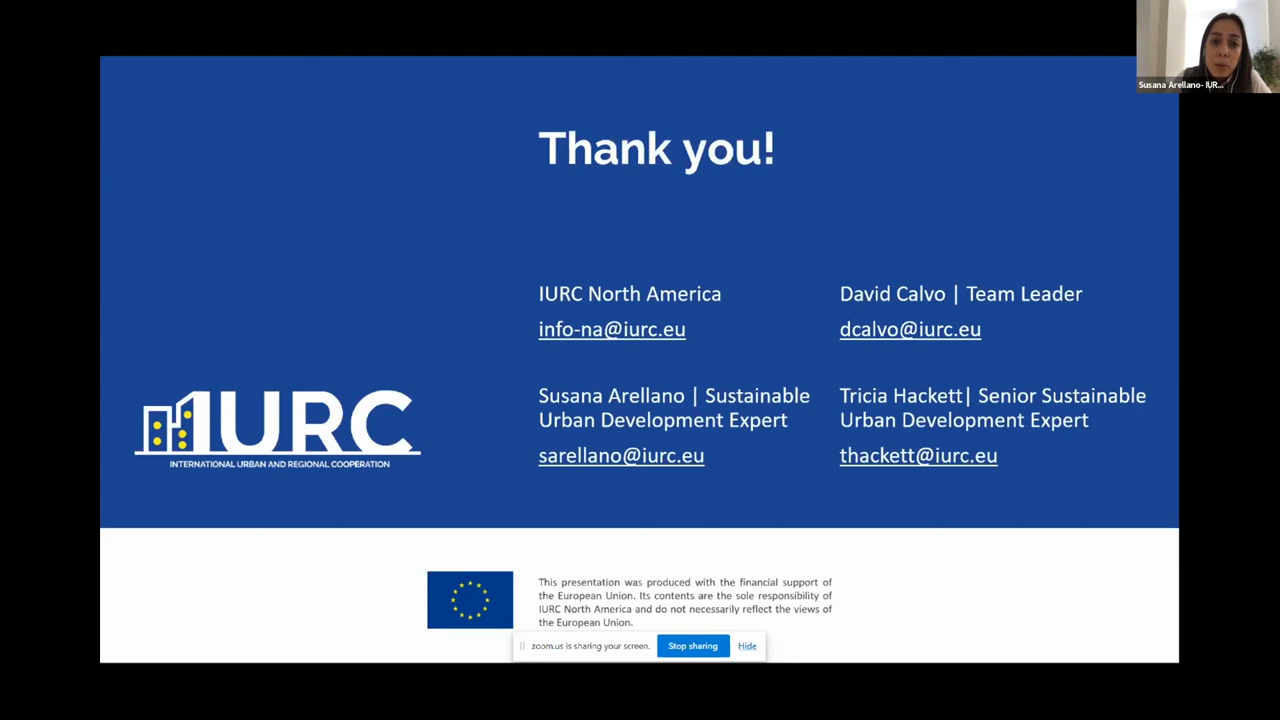 Susana Arellano- IUR...
Thank you!
IURC North America
info-na@iurc.eu
David Calvo | Team Leader
dcalvo@iurc.eu
Susana Arellano | Sustainable
Urban Development Expert
sarellano@iurc.eu
Tricia Hackett| Senior Sustainable
Urban Development Expert
thackett@iurc.eu
IURC
INTERNATIONAL URBAN AND REGIONAL COOPERATION
This presentation was produced with the financial support of
the European Union. Its contents are the sole responsibility of
IURC North America and do not necessarily reflect the views of
the European Union.
zoom.us is sharing your screen.
Stop sharing
Hide